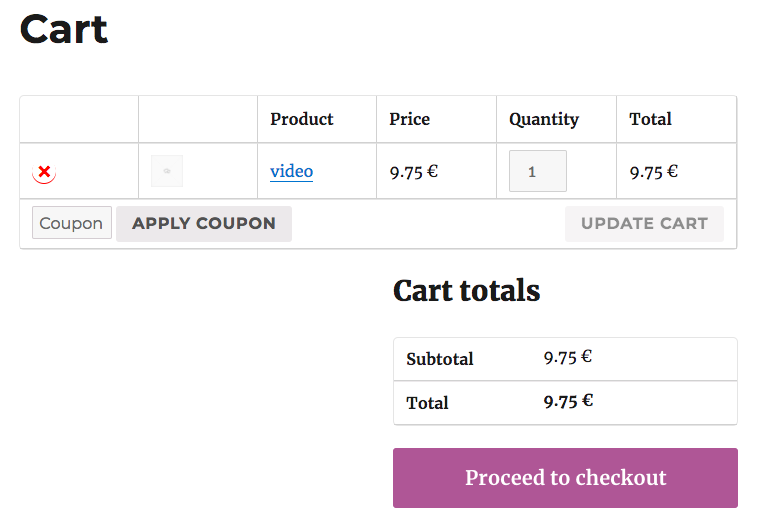 Cart
Product Price Quantity Total
video 9.75 € 1 9.75 €
Coupon APPLY COUPON UPDATE CART
Cart totals
Subtotal 9.75 €
Total 9.75 €
Proceed to checkout